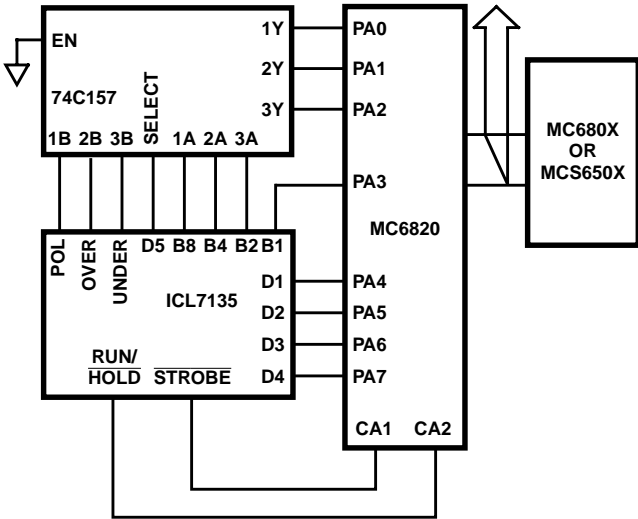 EN
1Y
PA0
2Y
PA1
3Y
PA2
74C157
SELECT
1B 2B 3B 1A 2A 3A
PA3
MC6820
MC680X
OR
MCS650X
POL
OVER
UNDER
D5 B8 B4 B2 B1
ICL7135
D1
PA4
D2
PA5
D3
PA6
D4
PA7
RUN/
HOLD STROBE
CA1 CA2